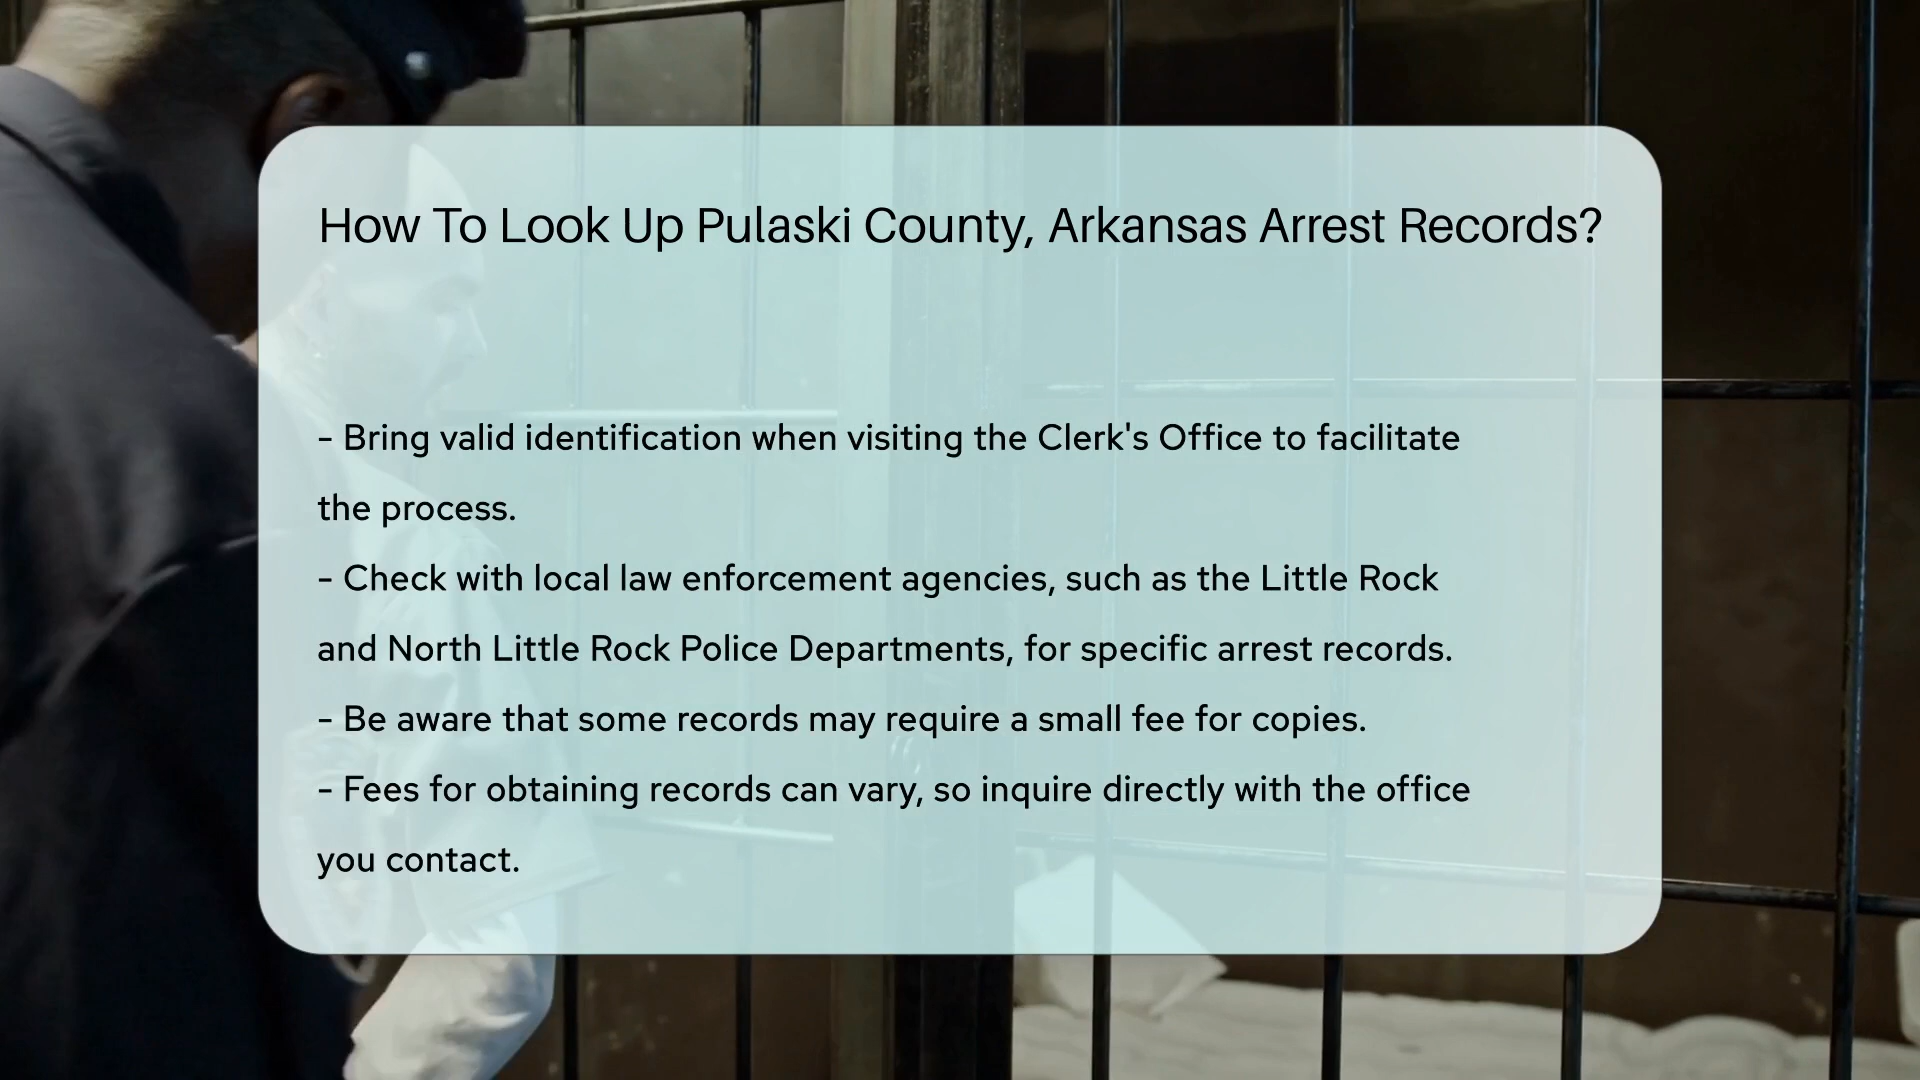 How To Look Up Pulaski County, Arkansas Arrest Records?
- Bring valid identification when visiting the Clerk's Office to facilitate
the process.
- Check with local law enforcement agencies, such as the Little Rock
and North Little Rock Police Departments, for specific arrest records.
- Be aware that some records may require a small fee for copies.
- Fees for obtaining records can vary, so inquire directly with the office
you contact.